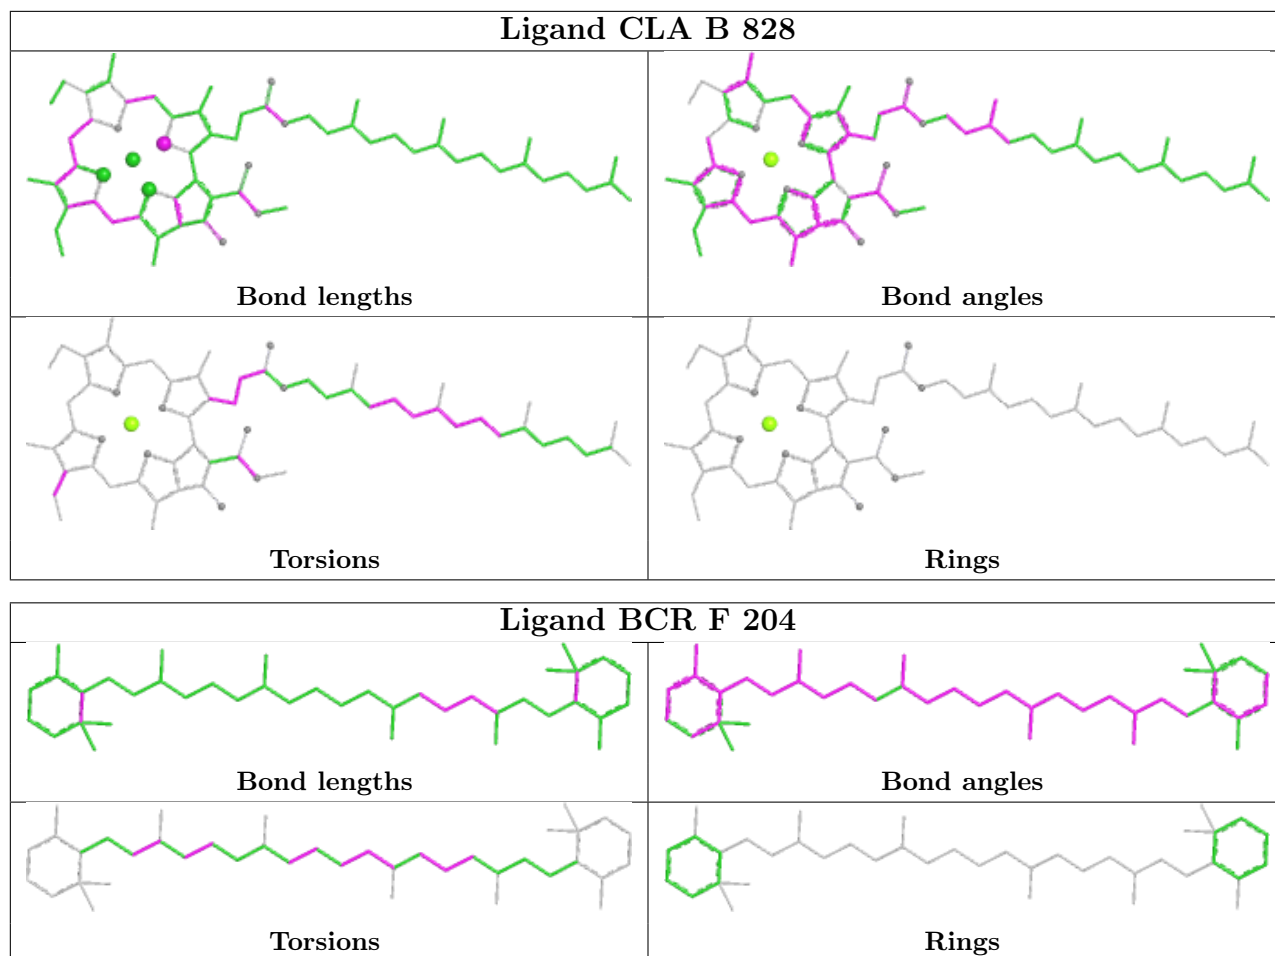 Ligand CLA B 828
Bond lengths
Bond angles
Torsions
Rings
Ligand BCR F 204
Bond lengths
Bond angles
Torsions
Rings